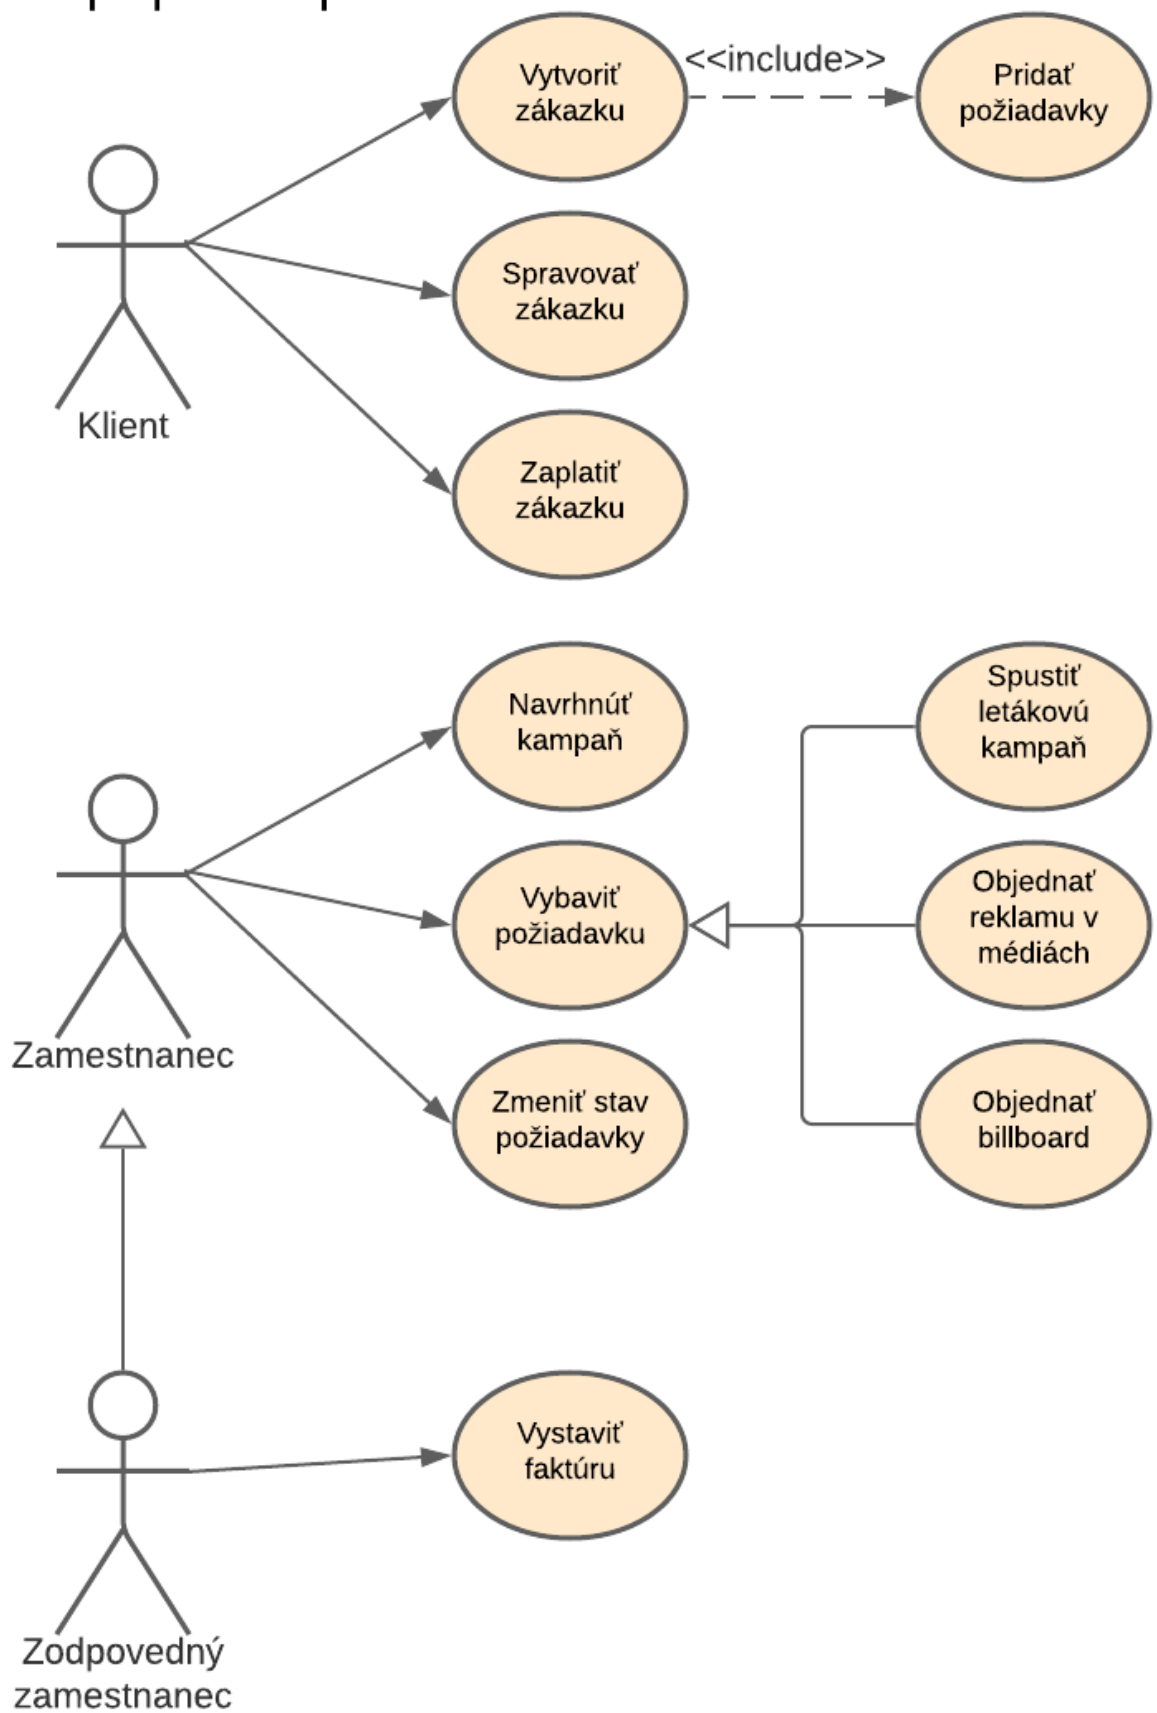 Vytvoriť
zákazku
<<include>>
Pridať
požiadavky
Spravovať
zákazku
Klient
Zaplatiť
zákazku
Navrhnúť
kampaň
Spustiť
letákovú
kampaň
Vybaviť
požiadavku
Objednať
reklamu v
médiách
Zamestnanec
Zmeniť stav
požiadavky
Objednať
billboard
Vystaviť
faktúru
Zodpovedný
zamestnanec